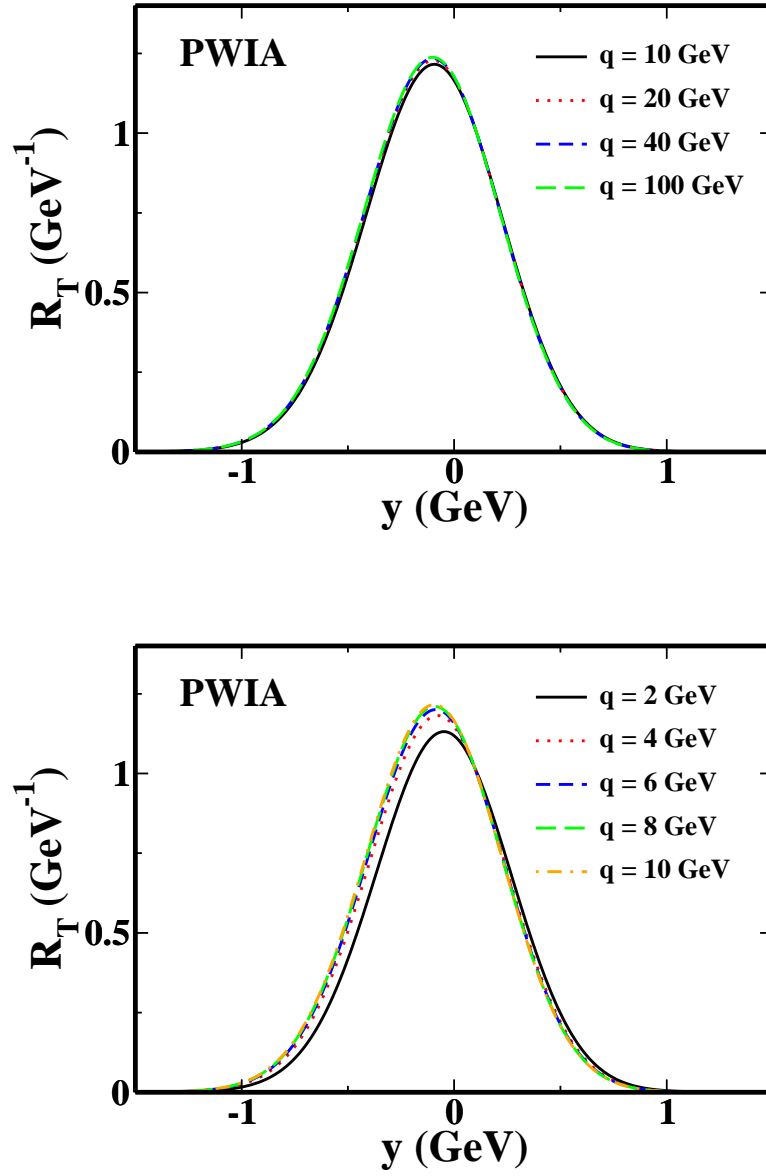 PWIA
q = 10 GeV
q = 20 GeV
q = 40 GeV
q = 100 GeV
1
0.5
0
R_T (GeV^-1)
-1 0 1
y (GeV)
PWIA
q = 2 GeV
q = 4 GeV
q = 6 GeV
q = 8 GeV
q = 10 GeV
1
0.5
0
R_T (GeV^-1)
-1 0 1
y (GeV)